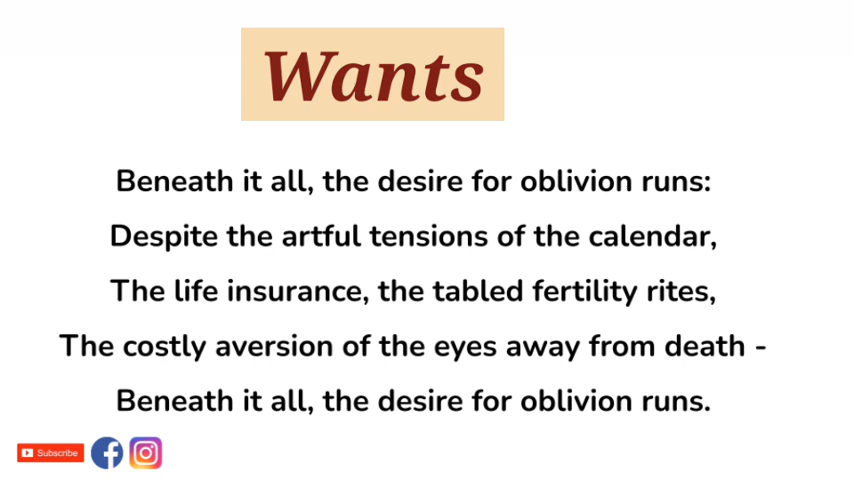 Wants
Beneath it all, the desire for oblivion runs:
Despite the artful tensions of the calendar,
The life insurance, the tabled fertility rites,
The costly aversion of the eyes away from death -
Beneath it all, the desire for oblivion runs.
Subscribe